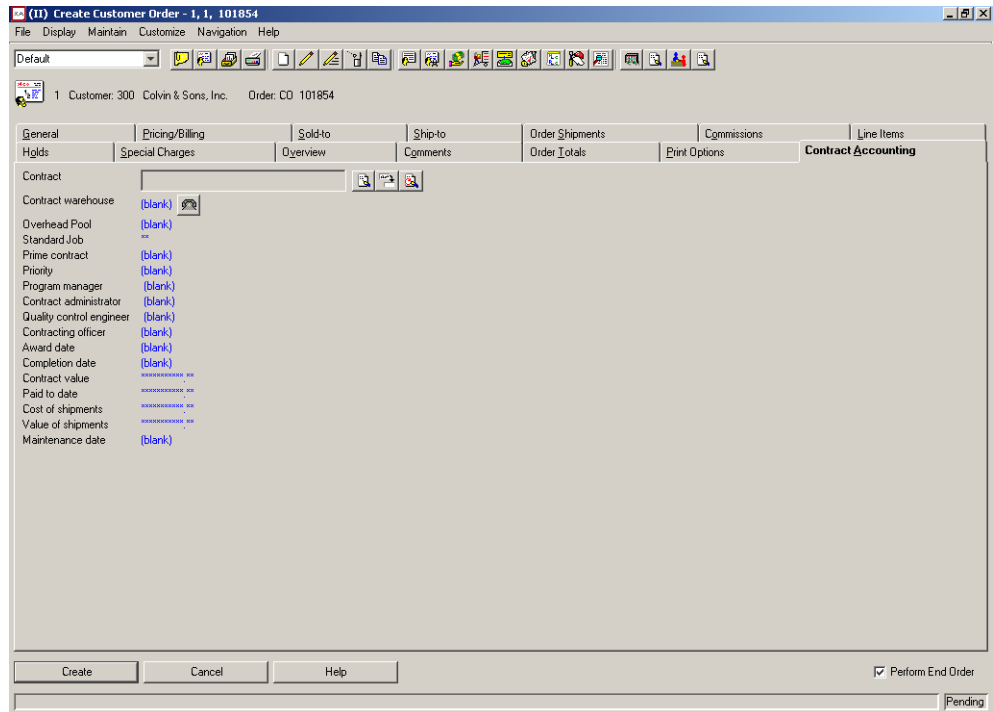 XA (II) Create Customer Order - 1, 1, 101854
File Display Maintain Customize Navigation Help
Default
1 Customer: 300 Colvin & Sons, Inc. Order: CO 101854
General Pricing/Billing Sold-to Ship-to Order Shipments Commissions Line Items
Holds Special Charges Overview Comments Order Totals Print Options Contract Accounting
Contract
Contract warehouse (blank)
Overhead Pool (blank)
Standard Job **
Prime contract (blank)
Priority (blank)
Program manager (blank)
Contract administrator (blank)
Quality control engineer (blank)
Contracting officer (blank)
Award date (blank)
Completion date (blank)
Contract value ***********.**
Paid to date ***********.**
Cost of shipments ***********.**
Value of shipments ***********.**
Maintenance date (blank)
Create Cancel Help Perform End Order
Pending